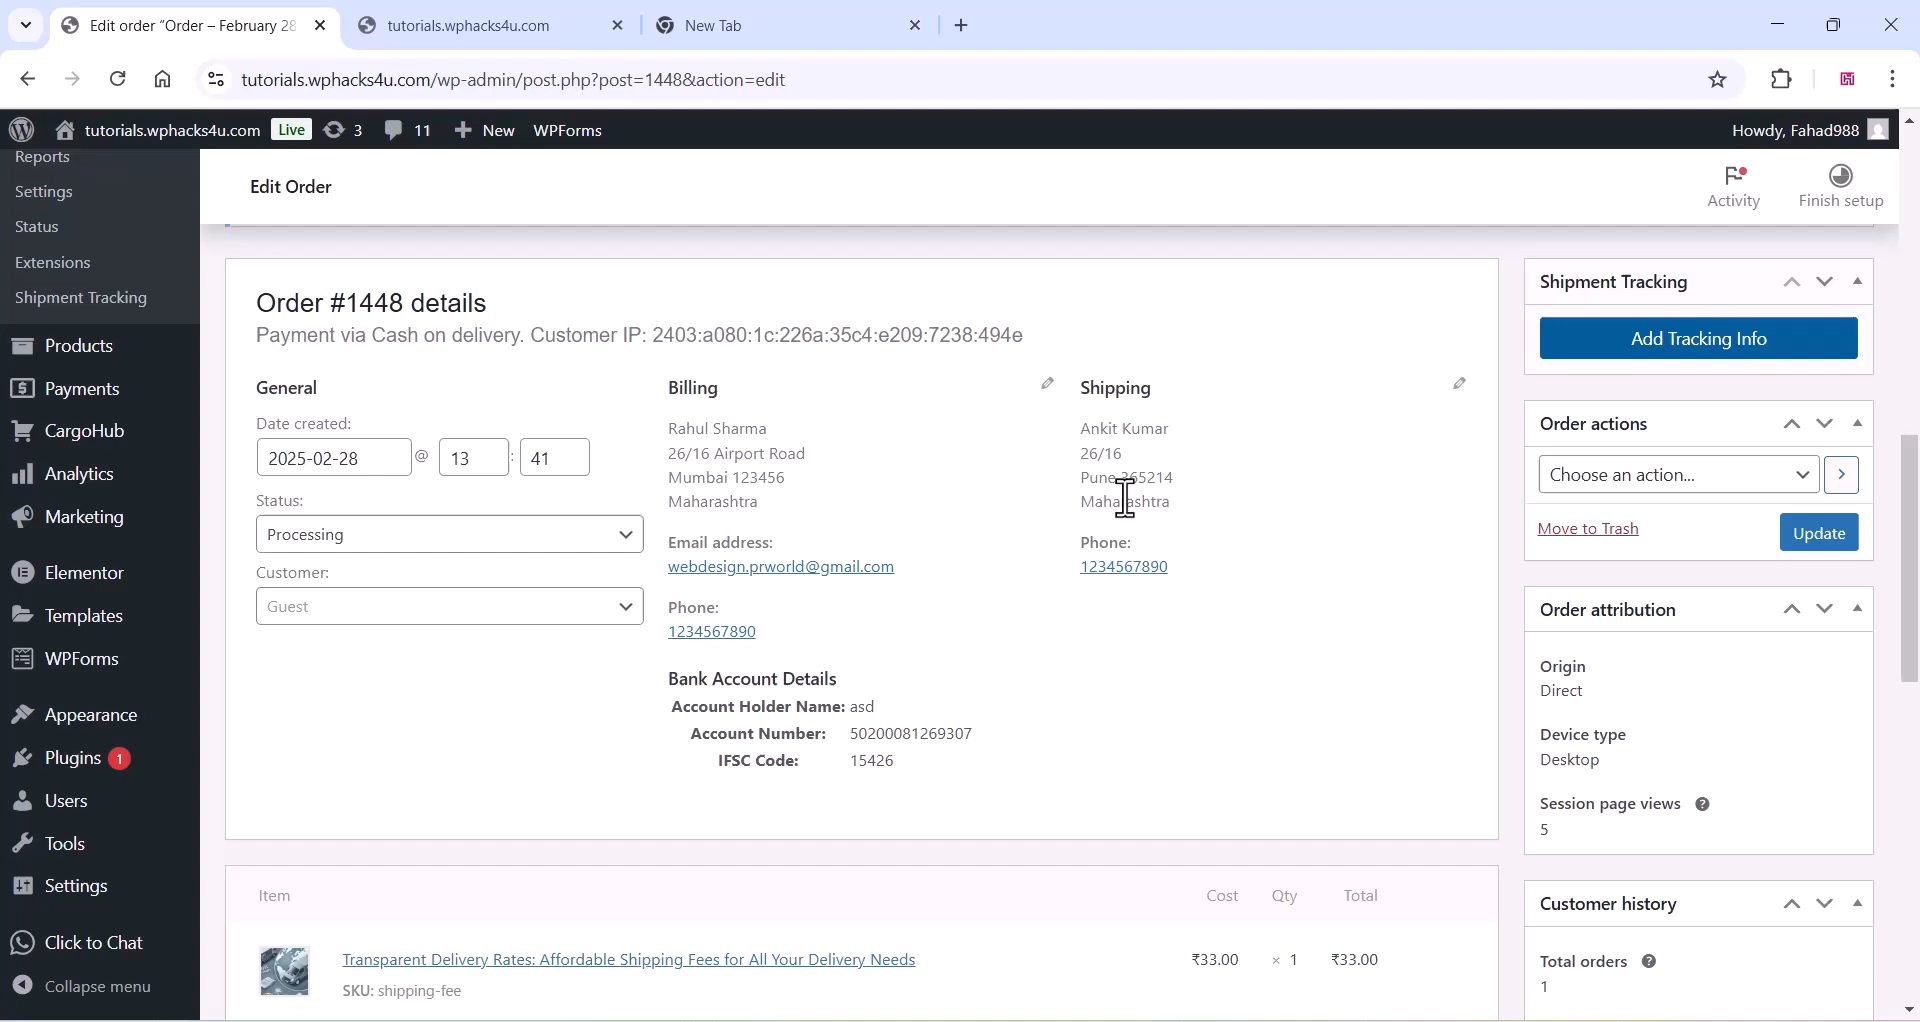 Edit order “Order – February 28
tutorials.wphacks4u.com
New Tab
tutorials.wphacks4u.com/wp-admin/post.php?post=1448&action=edit
tutorials.wphacks4u.com
Live
3
11
New
WPForms
Howdy, Fahad988
Reports
Settings
Status
Extensions
Shipment Tracking
Products
Payments
CargoHub
Analytics
Marketing
Elementor
Templates
WPForms
Appearance
Plugins 1
Users
Tools
Settings
Click to Chat
Collapse menu
Edit Order
Activity
Finish setup
Order #1448 details
Payment via Cash on delivery. Customer IP: 2403:a080:1c:226a:35c4:e209:7238:494e
General
Date created:
2025-02-28 @ 13 : 41
Status:
Processing
Customer:
Guest
Billing
Rahul Sharma
26/16 Airport Road
Mumbai 123456
Maharashtra
Email address:
webdesign.prworld@gmail.com
Phone:
1234567890
Bank Account Details
Account Holder Name: asd
Account Number: 50200081269307
IFSC Code: 15426
Shipping
Ankit Kumar
26/16
Pune 365214
Maharashtra
Phone:
1234567890
Item Cost Qty Total
Transparent Delivery Rates: Affordable Shipping Fees for All Your Delivery Needs ₹33.00 × 1 ₹33.00
SKU: shipping-fee
Shipment Tracking
Add Tracking Info
Order actions
Choose an action...
Move to Trash
Update
Order attribution
Origin
Direct
Device type
Desktop
Session page views
5
Customer history
Total orders
1